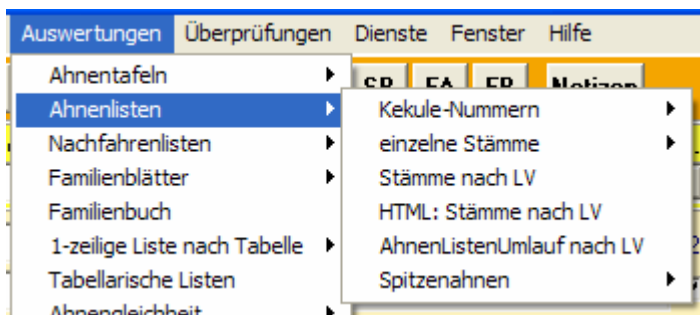 Auswertungen Überprüfungen Dienste Fenster Hilfe
Ahnentafeln
Ahnenlisten
Nachfahrenlisten
Familienblätter
Familienbuch
1-zeilige Liste nach Tabelle
Tabellarische Listen
Ahnengleichheit
SP FA FP Notizen
Kekule-Nummern
einzelne Stämme
Stämme nach LV
HTML: Stämme nach LV
AhnenListenUmlauf nach LV
Spitzenahnen